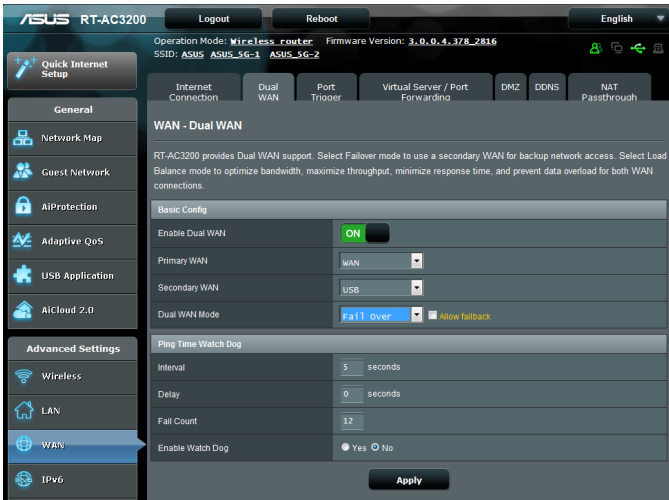 ASUS RT-AC3200 Logout Reboot English
Operation Mode: Wireless router Firmware Version: 3.0.0.4.378_2816
SSID: ASUS ASUS_5G-1 ASUS_5G-2
Quick Internet
Setup
General
Network Map
Guest Network
AiProtection
Adaptive QoS
USB Application
AiCloud 2.0
Advanced Settings
Wireless
LAN
WAN
IPv6
Internet
Connection
Dual
WAN
Port
Trigger
Virtual Server / Port
Forwarding
DMZ
DDNS
NAT
Passthrough
WAN - Dual WAN
RT-AC3200 provides Dual WAN support. Select Failover mode to use a secondary WAN for backup network access. Select Load
Balance mode to optimize bandwidth, maximize throughput, minimize response time, and prevent data overload for both WAN
connections.
Basic Config
Enable Dual WAN ON
Primary WAN WAN
Secondary WAN USB
Dual WAN Mode Fail Over Allow failback
Ping Time Watch Dog
Interval 5 seconds
Delay 0 seconds
Fail Count 12
Enable Watch Dog Yes No
Apply